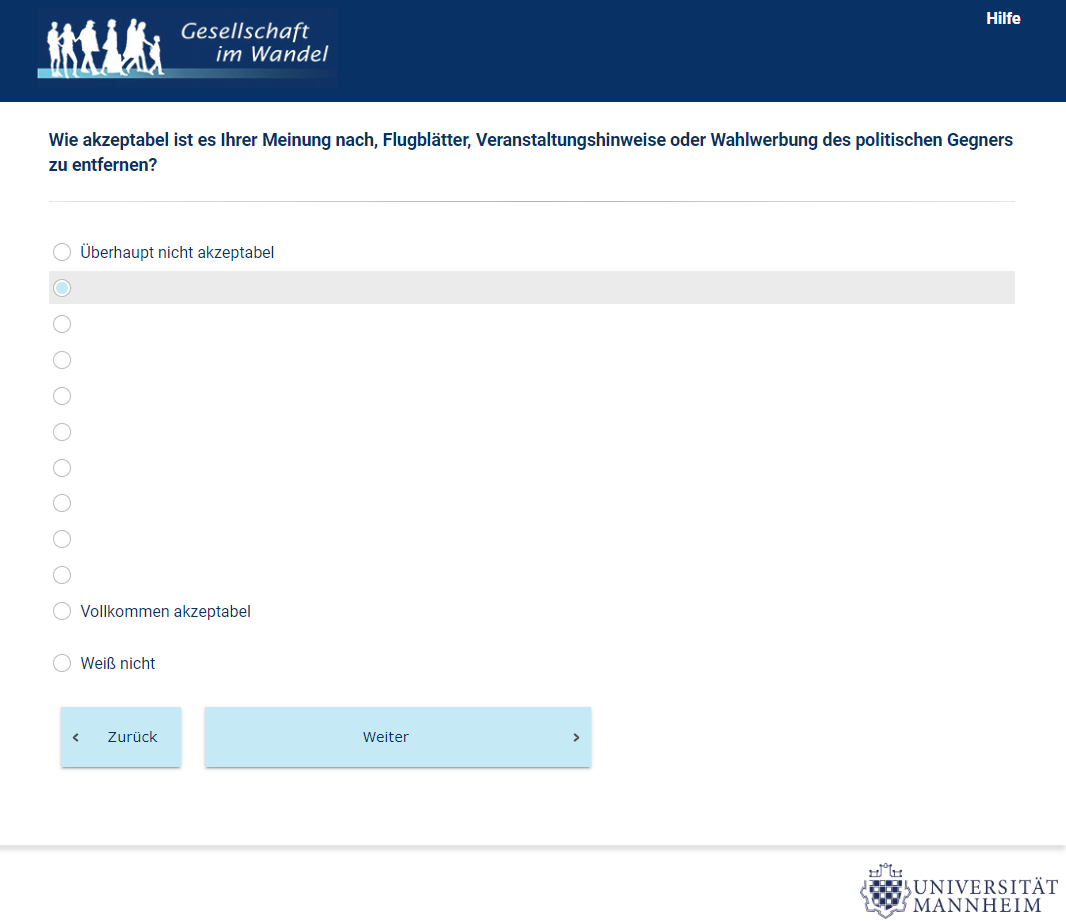 Gesellschaft
im Wandel
Hilfe
Wie akzeptabel ist es Ihrer Meinung nach, Flugblätter, Veranstaltungshinweise oder Wahlwerbung des politischen Gegners
zu entfernen?
Überhaupt nicht akzeptabel
Vollkommen akzeptabel
Weiß nicht
Zurück
Weiter
UNIVERSITÄT
MANNHEIM